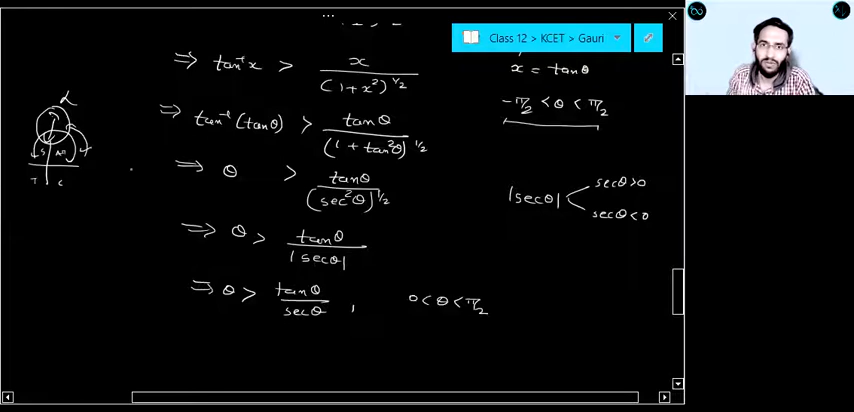 Class 12 > KCET > Gauri
⇒ tan⁻¹x > x / (1+x²)^1/2
x = tanθ
-π/2 < θ < π/2
⇒ tan⁻¹(tanθ) > tanθ / (1 + tan²θ)^1/2
⇒ θ > tanθ / (sec²θ)^1/2
|secθ| < secθ>0
secθ<0
⇒ θ > tanθ / |secθ|
⇒ θ > tanθ / secθ , 0 < θ < π/2
S A
T C